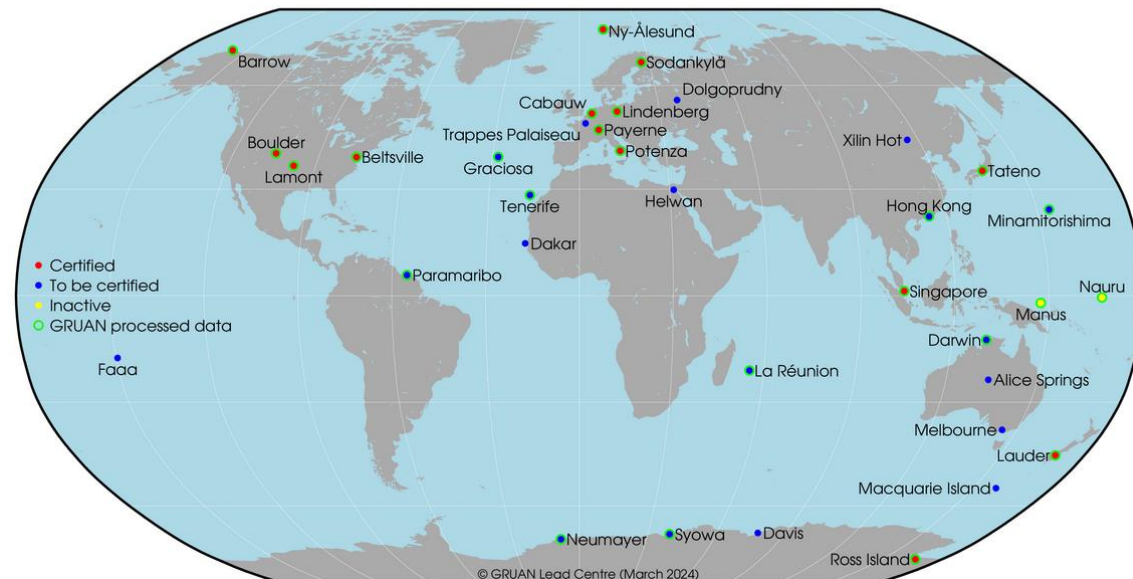 Ny-Ålesund
Barrow
Sodankylä
Dolgoprudny
Cabauw
Lindenberg
Trappes Palaiseau
Payerne
Xilin Hot
Boulder
Beltsville
Potenza
Graciosa
Lamont
Tateno
Tenerife
Helwan
Hong Kong
Minamitorishima
Dakar
Certified
To be certified
Inactive
GRUAN processed data
Paramaribo
Singapore
Nauru
Manus
Darwin
Faaa
La Réunion
Alice Springs
Melbourne
Lauder
Macquarie Island
Neumayer
Syowa
Davis
Ross Island
© GRUAN Lead Centre (March 2024)